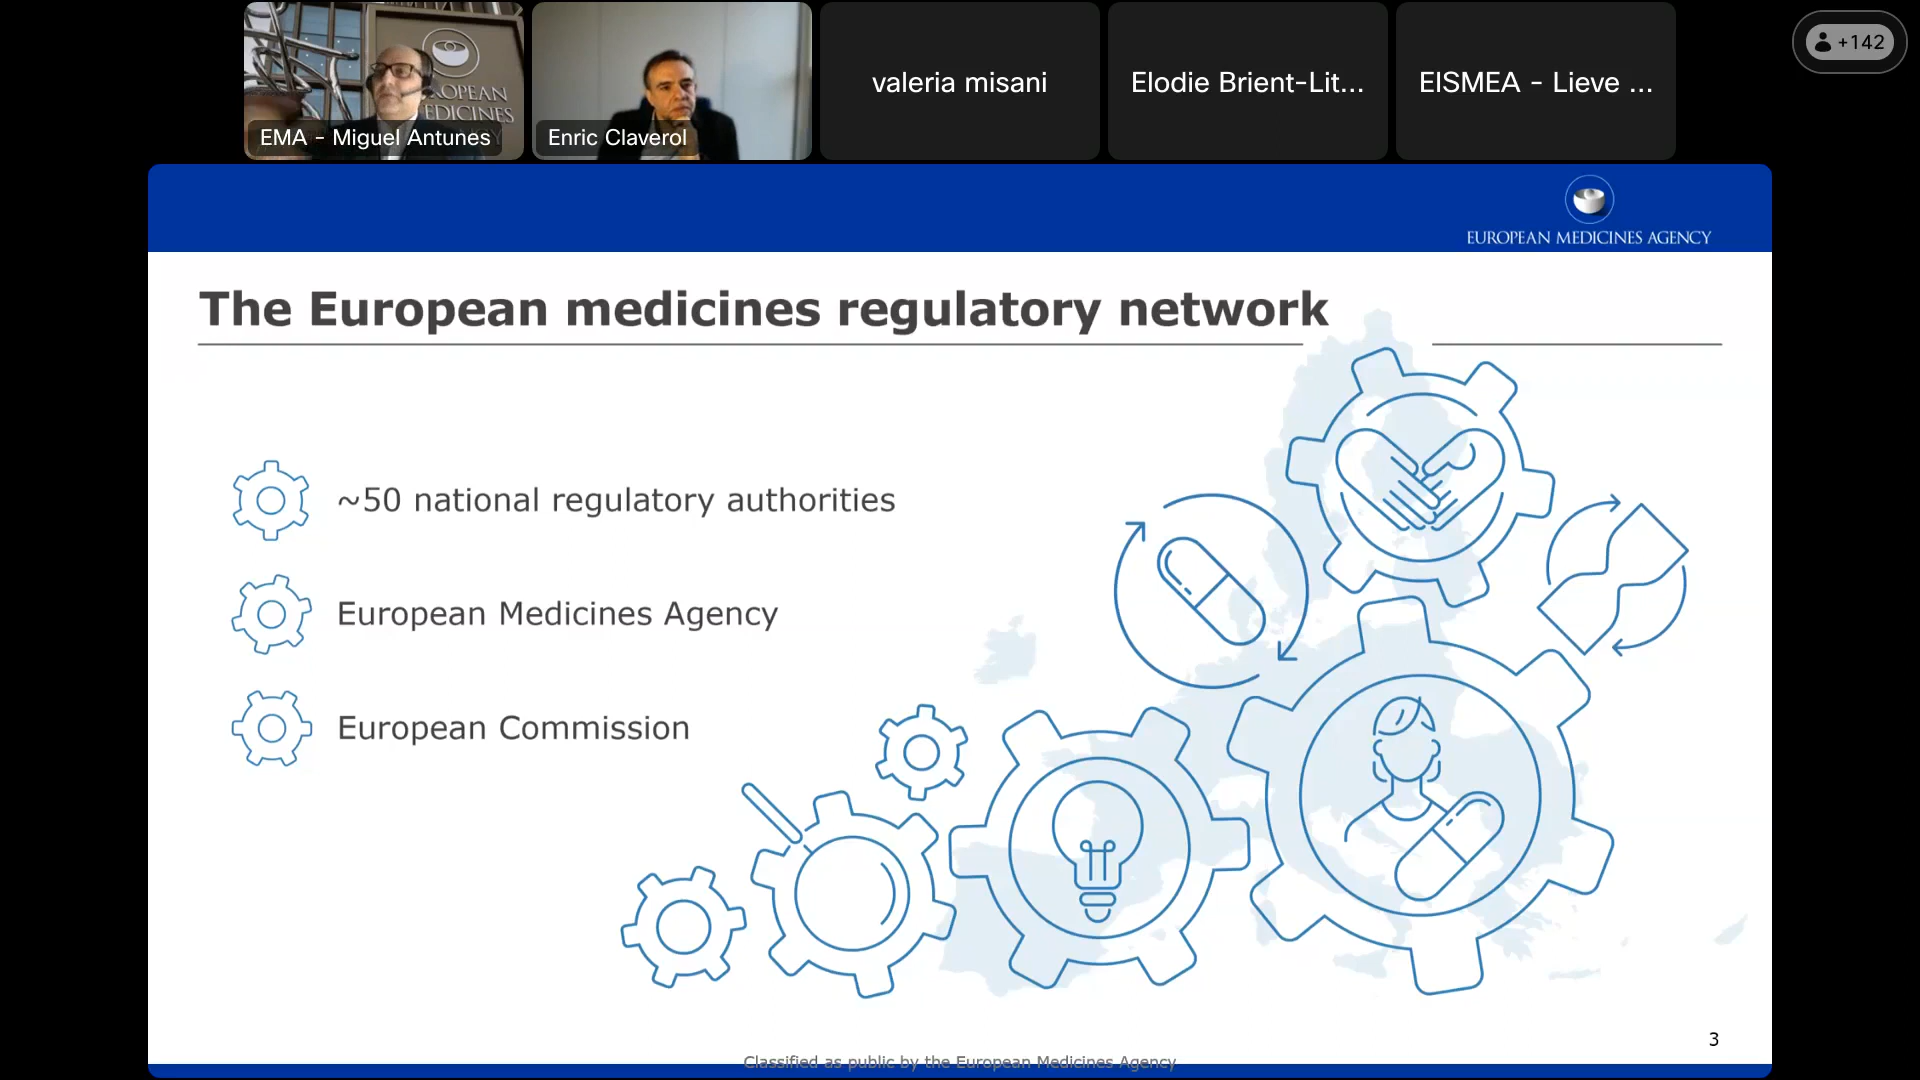 EUROPEAN
MEDICINES
EMA - Miguel Antunes
Enric Claverol
valeria misani
Elodie Brient-Lit...
EISMEA - Lieve ...
+142
EUROPEAN MEDICINES AGENCY
The European medicines regulatory network
~50 national regulatory authorities
European Medicines Agency
European Commission
3
Classified as public by the European Medicines Agency